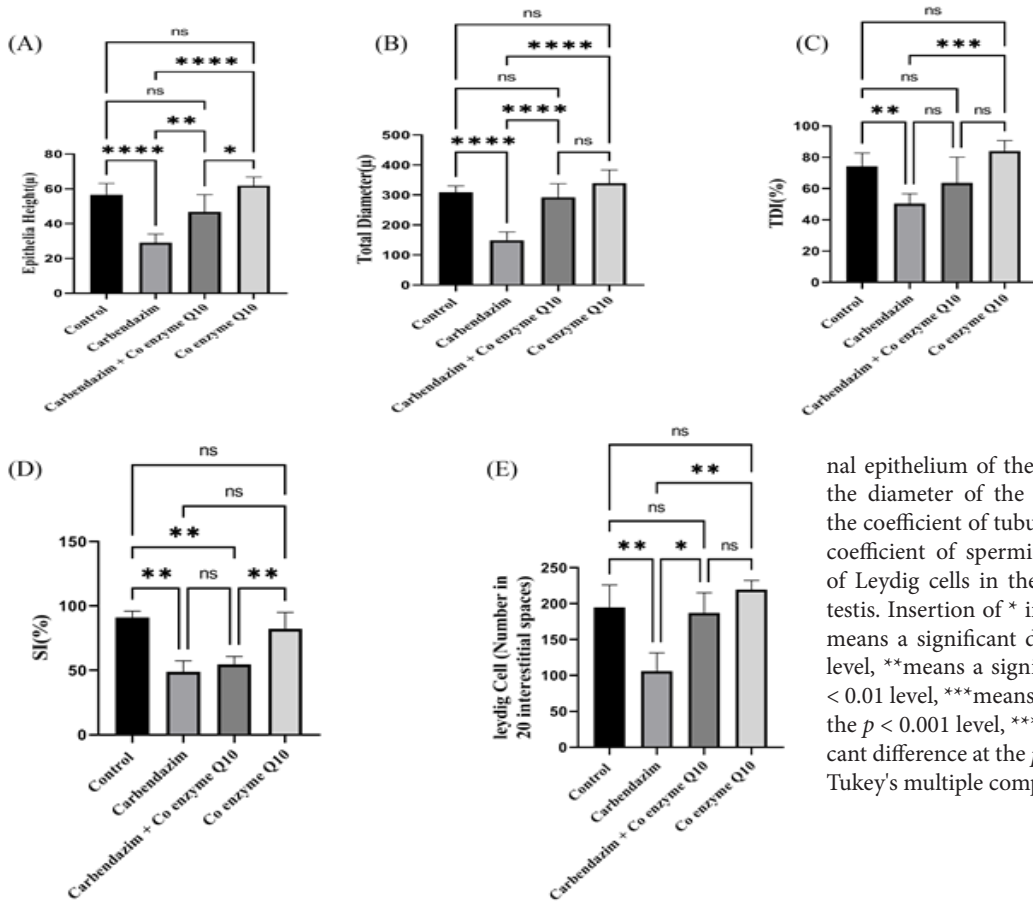 (A)
ns
****
ns
**
****
*
Epithelia Height(μ)
80
60
40
20
0
Control
Carbendazim
Carbendazim + Co enzyme Q10
Co enzyme Q10
(B)
ns
****
ns
****
****
ns
Total Diameter(μ)
500
400
300
200
100
0
Control
Carbendazim
Carbendazim + Co enzyme Q10
Co enzyme Q10
(C)
ns
***
ns
**
ns
ns
TDI(%)
100
80
60
40
20
0
Control
Carbendazim
Carbendazim + Co enzyme Q10
Co enzyme Q10
(D)
ns
ns
**
**
ns
**
SI(%)
150
100
50
0
Control
Carbendazim
Carbendazim + Co enzyme Q10
Co enzyme Q10
(E)
ns
**
ns
**
*
ns
leydig Cell (Number in
20 interestitial spaces)
250
200
150
100
50
0
Control
Carbendazim
Carbendazim + Co enzyme Q10
Co enzyme Q10
nal epithelium of the
the diameter of the
the coefficient of tubu
coefficient of spermi
of Leydig cells in the
testis. Insertion of * i
means a significant d
level, **means a signi
< 0.01 level, ***means
the p < 0.001 level, ***
cant difference at the p
Tukey's multiple comp